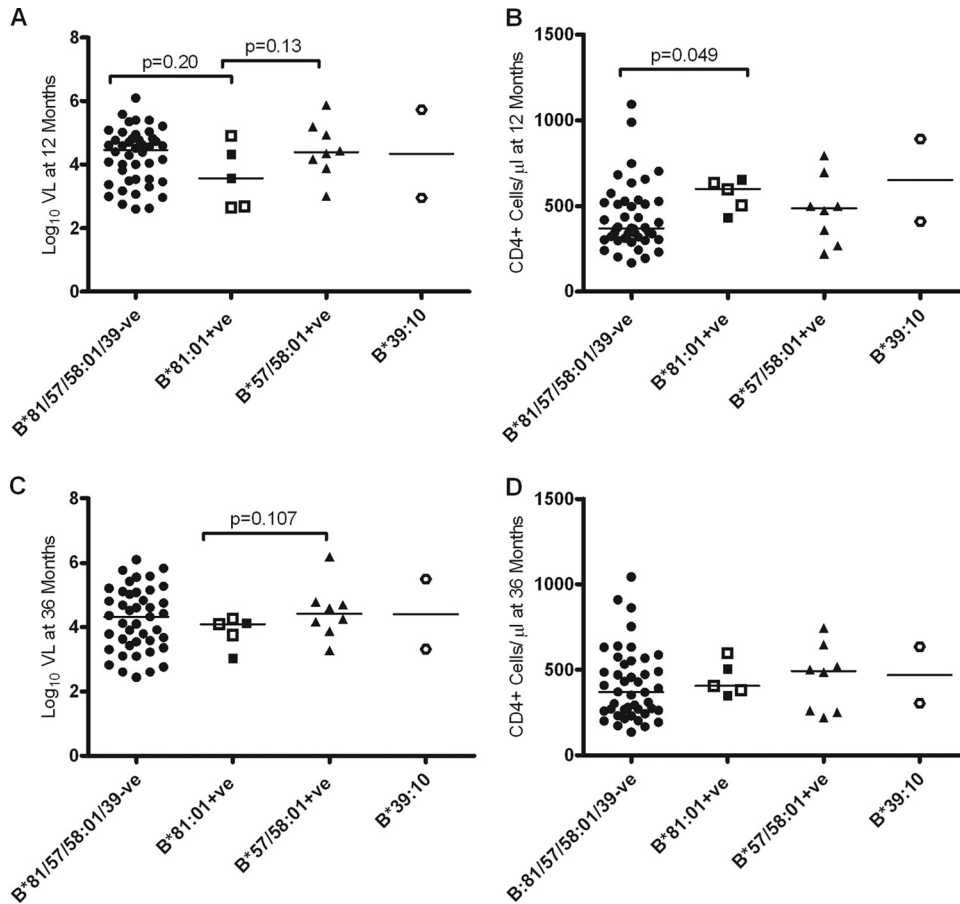 A
Log10 VL at 12 Months
8
6
4
2
0
p=0.20
p=0.13
B*81/57/58:01/39-ve
B*81:01+ve
B*57/58:01+ve
B*39:10
B
CD4+ Cells/ µl at 12 Months
1500
1000
500
0
p=0.049
B*81/57/58:01/39-ve
B*81:01+ve
B*57/58:01+ve
B*39:10
C
Log10 VL at 36 Months
8
6
4
2
0
p=0.107
B*81/57/58:01/39-ve
B*81:01+ve
B*57/58:01+ve
B*39:10
D
CD4+ Cells/ µl at 36 Months
1500
1000
500
0
B:81/57/58:01/39-ve
B*81:01+ve
B*57/58:01+ve
B*39:10